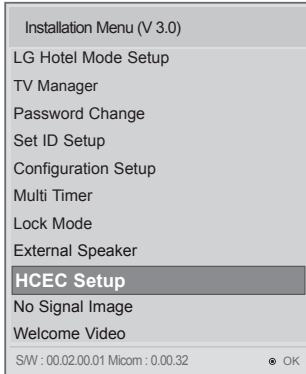 Installation Menu (V 3.0)
LG Hotel Mode Setup
TV Manager
Password Change
Set ID Setup
Configuration Setup
Multi Timer
Lock Mode
External Speaker
HCEC Setup
No Signal Image
Welcome Video
S/W : 00.02.00.01 Micom : 0.00.32 OK